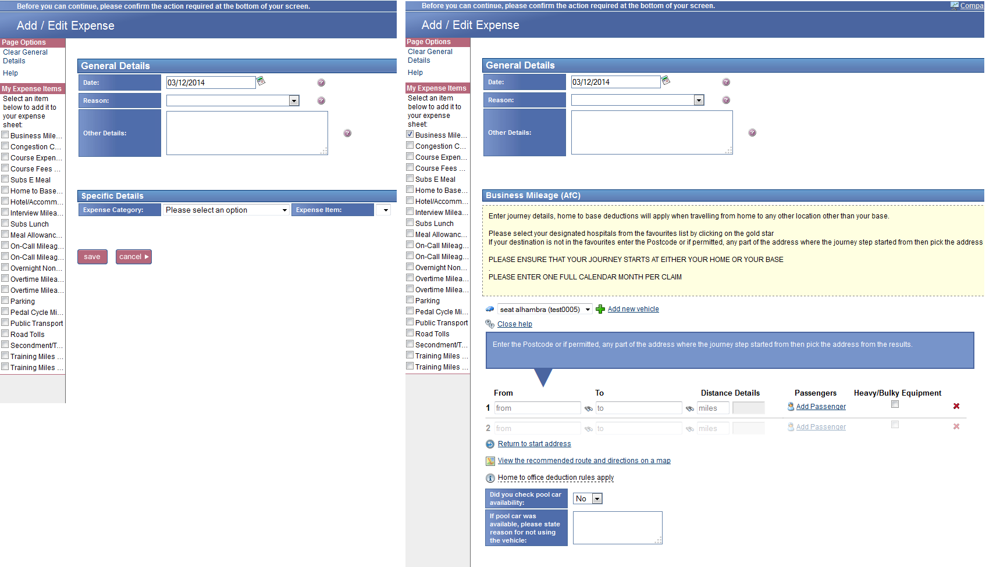 Before you can continue, please confirm the action required at the bottom of your screen.
Add / Edit Expense
Page Options
Clear General
Details
Help
My Expense Items
Select an item
below to add it to
your expense
sheet:
Business Mile...
Congestion C...
Course Expen...
Course Fees ...
Subs E Meal
Home to Base...
Hotel/Accomm...
Interview Milea...
Subs Lunch
Meal Allowanc...
On-Call Mileag...
On-Call Mileag...
Overnight Non...
Overtime Milea...
Overtime Milea...
Parking
Pedal Cycle Mi...
Public Transport
Road Tolls
Secondment/T...
Training Miles ...
Training Miles ...
General Details
Date: 03/12/2014
Reason:
Other Details:
Specific Details
Expense Category: Please select an option Expense Item:
save cancel
Before you can continue, please confirm the action required at the bottom of your screen.
Compa
Add / Edit Expense
Page Options
Clear General
Details
Help
My Expense Items
Select an item
below to add it to
your expense
sheet:
Business Mile...
Congestion C...
Course Expen...
Course Fees ...
Subs E Meal
Home to Base...
Hotel/Accomm...
Interview Milea...
Subs Lunch
Meal Allowanc...
On-Call Mileag...
On-Call Mileag...
Overnight Non...
Overtime Milea...
Overtime Milea...
Parking
Pedal Cycle Mi...
Public Transport
Road Tolls
Secondment/T...
Training Miles ...
Training Miles ...
General Details
Date: 03/12/2014
Reason:
Other Details:
Business Mileage (AfC)
Enter journey details, home to base deductions will apply when travelling from home to any other location other than your base.
Please select your designated hospitals from the favourites list by clicking on the gold star
If your destination is not in the favourites enter the Postcode or if permitted, any part of the address where the journey step started from then pick the address
PLEASE ENSURE THAT YOUR JOURNEY STARTS AT EITHER YOUR HOME OR YOUR BASE
.
PLEASE ENTER ONE FULL CALENDAR MONTH PER CLAIM
seat alhambra (test0005) Add new vehicle
Close help
Enter the Postcode or if permitted, any part of the address where the journey step started from then pick the address from the results.
From To Distance Details Passengers Heavy/Bulky Equipment
1 from to miles Add Passenger
2 from to miles Add Passenger
Return to start address
View the recommended route and directions on a map
Home to office deduction rules apply
Did you check pool car
availability:
No
If pool car was
available, please state
reason for not using
the vehicle: